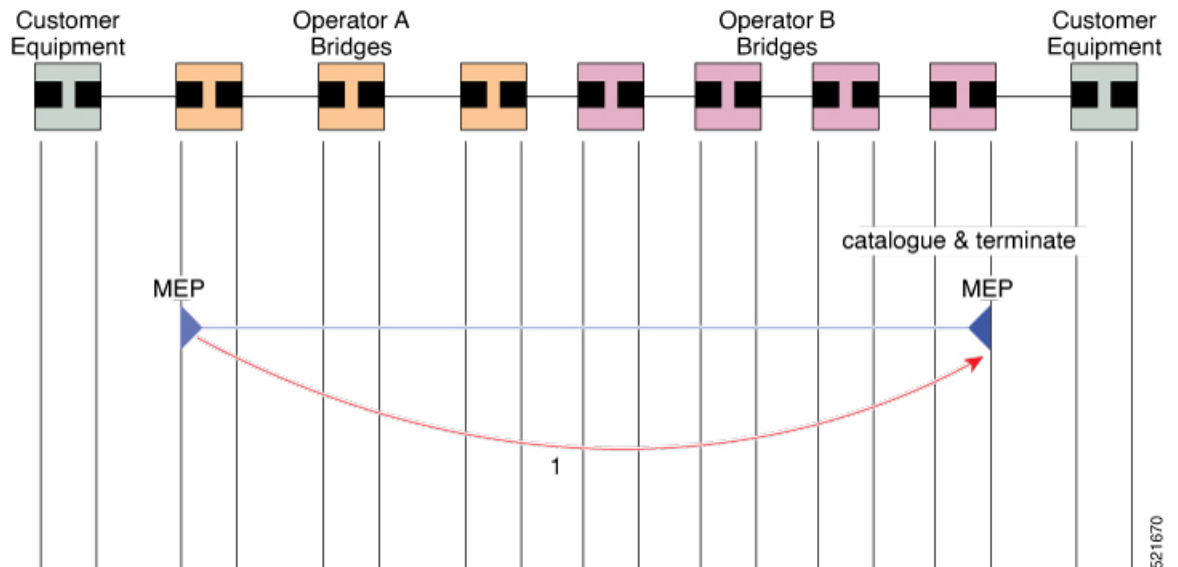 Customer
Equipment
Operator A
Bridges
Operator B
Bridges
Customer
Equipment
catalogue & terminate
MEP
MEP
1
521670